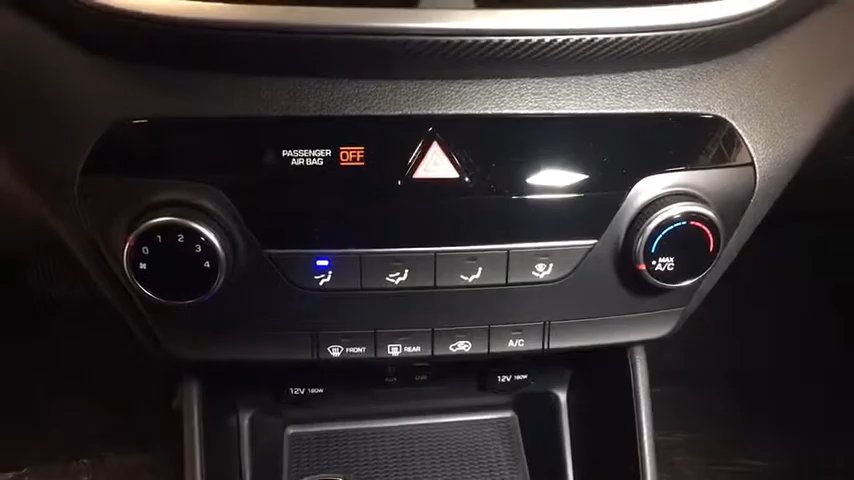 PASSENGER
AIR BAG
OFF
0 1 2 3 4
MAX
A/C
FRONT
REAR
A/C
12V 180W
12V 180W